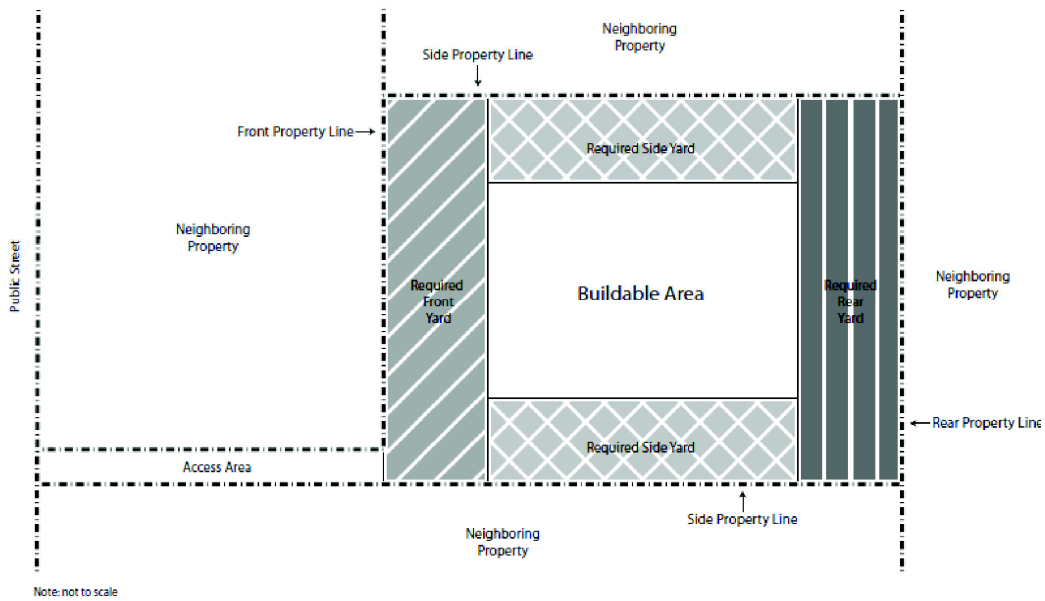 Neighboring
Property
Side Property Line
Front Property Line
Required Side Yard
Neighboring
Property
Public Street
Required
Front
Yard
Buildable Area
Required
Rear
Yard
Neighboring
Property
Rear Property Line
Required Side Yard
Access Area
Side Property Line
Neighboring
Property
Note: not to scale